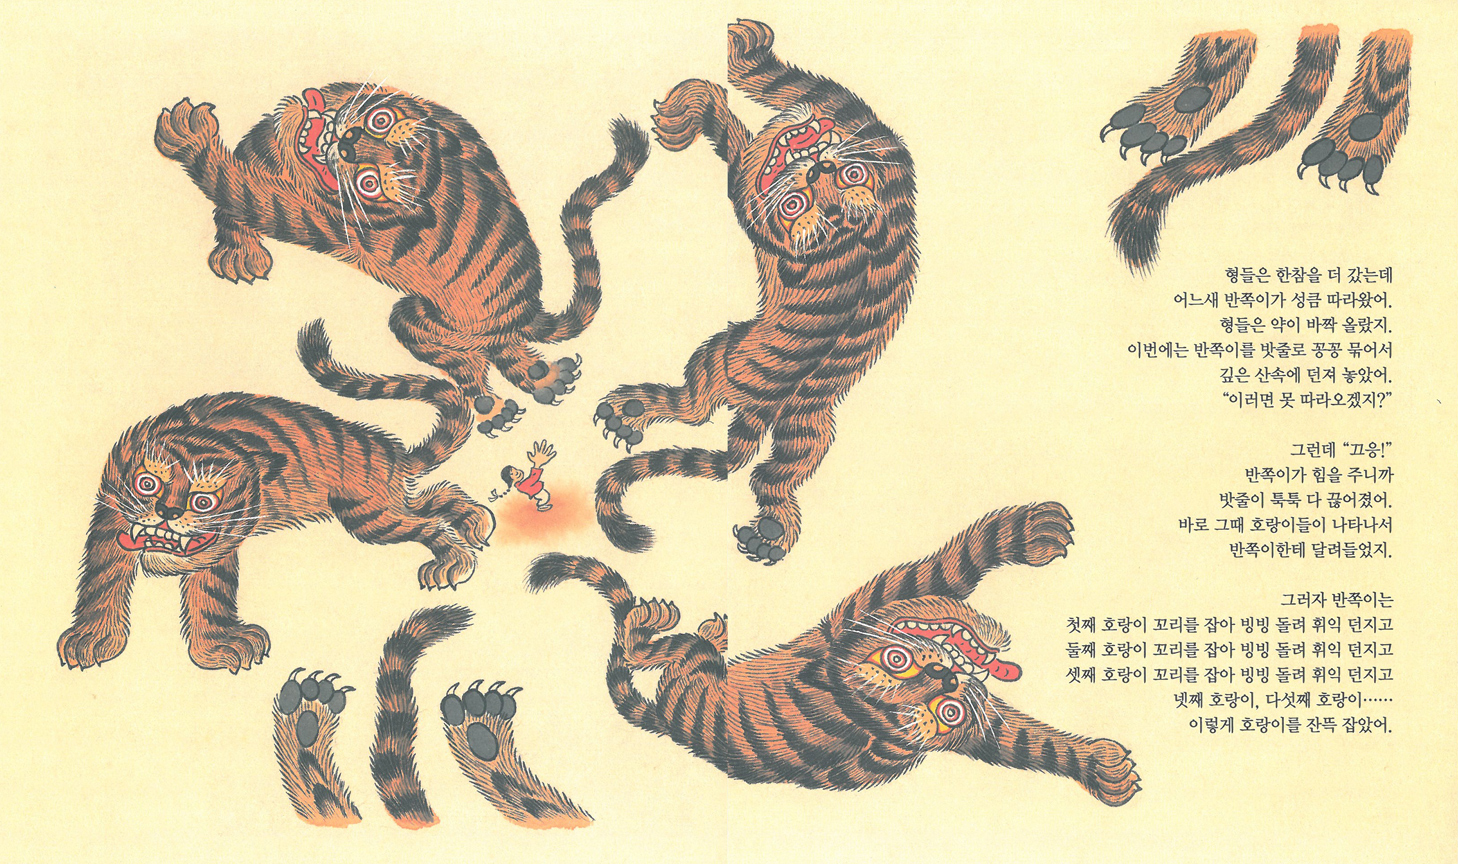 형들은 한참을 더 갔는데
어느새 반쪽이가 성큼 따라왔어.
형들은 약이 바짝 올랐지.
이번에는 반쪽이를 밧줄로 꽁꽁 묶어서
깊은 산속에 던져 놓았어.
“이러면 못 따라오겠지?”
그런데 “끄응!”
반쪽이가 힘을 주니까
밧줄이 툭툭 다 끊어졌어.
바로 그때 호랑이들이 나타나서
반쪽이한테 달려들었지.
그러자 반쪽이는
첫째 호랑이 꼬리를 잡아 빙빙 돌려 휘익 던지고
둘째 호랑이 꼬리를 잡아 빙빙 돌려 휘익 던지고
셋째 호랑이 꼬리를 잡아 빙빙 돌려 휘익 던지고
넷째 호랑이, 다섯째 호랑이……
이렇게 호랑이를 잔뜩 잡았어.